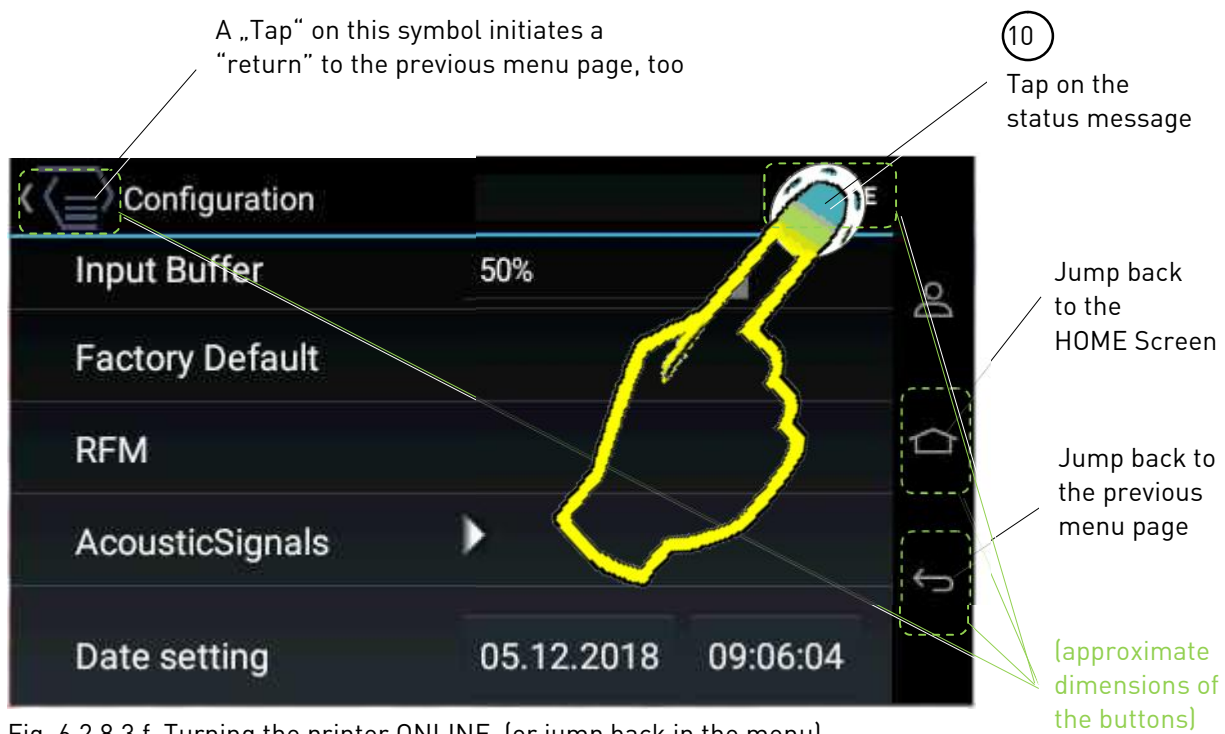 A „Tap“ on this symbol initiates a
“return” to the previous menu page, too
10
Tap on the
status message
Configuration
E
Input Buffer 50%
Factory Default
RFM
AcousticSignals
Date setting 05.12.2018 09:06:04
Jump back
to the
HOME Screen
Jump back to
the previous
menu page
(approximate
dimensions of
the buttons)
Fig. 6.2.8.3 f Turning the printer ONLINE (or jump back in the menu)